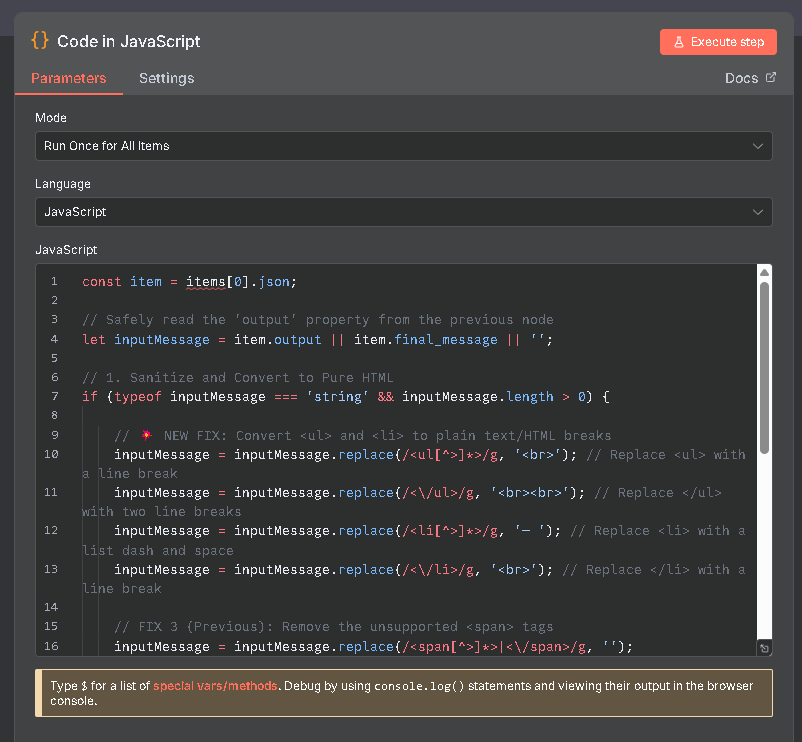 {} Code in JavaScript
Execute step
Parameters Settings
Docs
Mode
Run Once for All Items
Language
JavaScript
JavaScript
1 const item = items[0].json;
2
3 // Safely read the 'output' property from the previous node
4 let inputMessage = item.output || item.final_message || '';
5
6 // 1. Sanitize and Convert to Pure HTML
7 if (typeof inputMessage === 'string' && inputMessage.length > 0) {
8
9 // 💥 NEW FIX: Convert <ul> and <li> to plain text/HTML breaks
10 inputMessage = inputMessage.replace(/<ul[^>]*>/g, '<br>'); // Replace <ul> with
a line break
11 inputMessage = inputMessage.replace(/<\/ul>/g, '<br><br>'); // Replace </ul>
with two line breaks
12 inputMessage = inputMessage.replace(/<li[^>]*>/g, '— '); // Replace <li> with a
list dash and space
13 inputMessage = inputMessage.replace(/<\/li>/g, '<br>'); // Replace </li> with a
line break
14
15 // FIX 3 (Previous): Remove the unsupported <span> tags
16 inputMessage = inputMessage.replace(/<span[^>]*>|<\/span>/g, '');
Type $ for a list of special vars/methods. Debug by using console.log() statements and viewing their output in the browser
console.